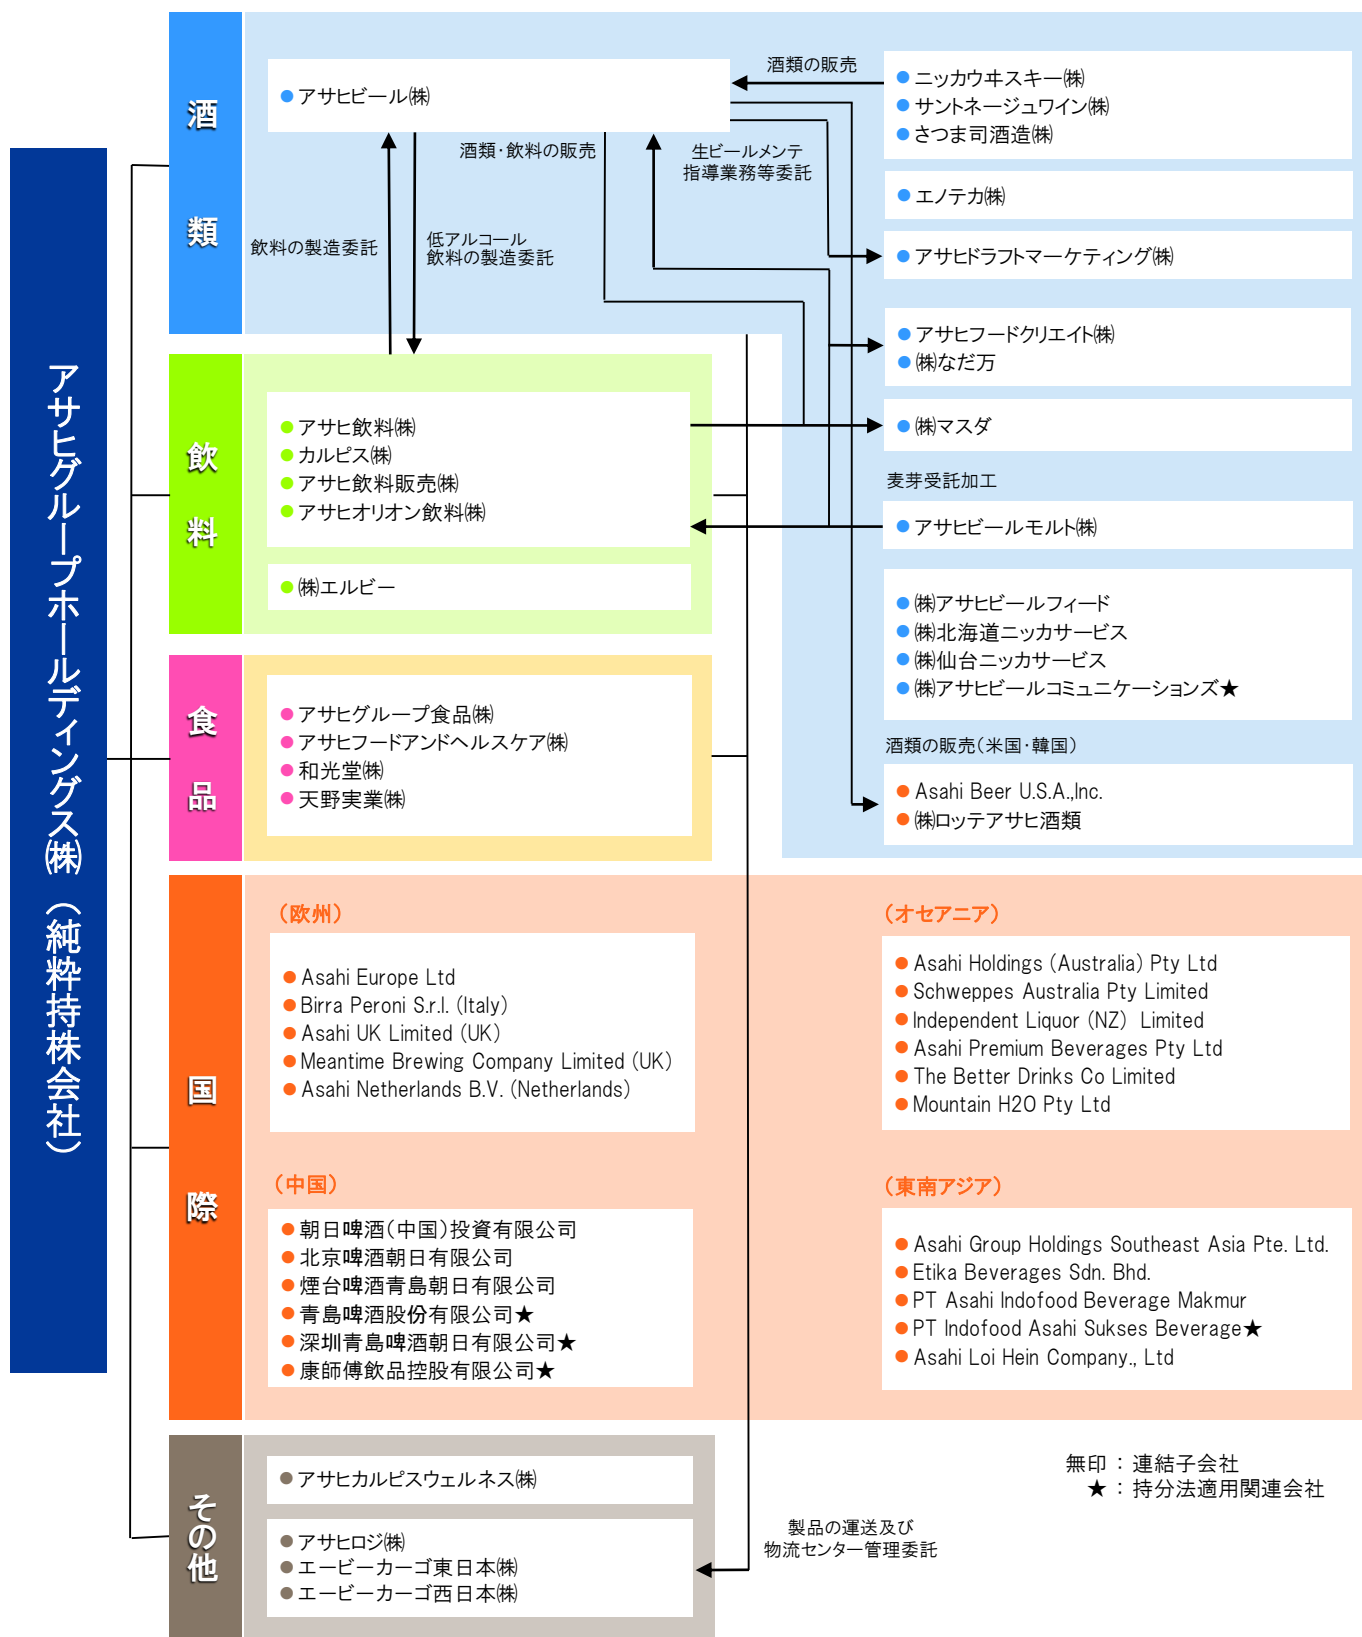 アサヒグループホールディングス㈱（純粋持株会社）
酒類
アサヒビール㈱
酒類の販売
ニッカウヰスキー㈱
サントネージュワイン㈱
さつま司酒造㈱
エノテカ㈱
アサヒドラフトマーケティング㈱
アサヒフードクリエイト㈱
㈱なだ万
㈱マスダ
麦芽受託加工
アサヒビールモルト㈱
㈱アサヒビールフィード
㈱北海道ニッカサービス
㈱仙台ニッカサービス
㈱アサヒビールコミュニケーションズ★
酒類の販売（米国・韓国）
Asahi Beer U.S.A.,Inc.
㈱ロッテアサヒ酒類
酒類・飲料の販売
生ビールメンテ
指導業務等委託
飲料の製造委託
低アルコール
飲料の製造委託
飲料
アサヒ飲料㈱
カルピス㈱
アサヒ飲料販売㈱
アサヒオリオン飲料㈱
㈱エルビー
食品
アサヒグループ食品㈱
アサヒフードアンドヘルスケア㈱
和光堂㈱
天野実業㈱
国際
（欧州）
Asahi Europe Ltd
Birra Peroni S.r.l. (Italy)
Asahi UK Limited (UK)
Meantime Brewing Company Limited (UK)
Asahi Netherlands B.V. (Netherlands)
（オセアニア）
Asahi Holdings (Australia) Pty Ltd
Schweppes Australia Pty Limited
Independent Liquor (NZ) Limited
Asahi Premium Beverages Pty Ltd
The Better Drinks Co Limited
Mountain H2O Pty Ltd
（中国）
朝日啤酒（中国）投資有限公司
北京啤酒朝日有限公司
煙台啤酒青島朝日有限公司
青島啤酒股份有限公司★
深圳青島啤酒朝日有限公司★
康師傅飲品控股有限公司★
（東南アジア）
Asahi Group Holdings Southeast Asia Pte. Ltd.
Etika Beverages Sdn. Bhd.
PT Asahi Indofood Beverage Makmur
PT Indofood Asahi Sukses Beverage★
Asahi Loi Hein Company., Ltd
その他
アサヒカルピスウェルネス㈱
アサヒロジ㈱
エービーカーゴ東日本㈱
エービーカーゴ西日本㈱
製品の運送及び
物流センター管理委託
無印：連結子会社
★：持分法適用関連会社